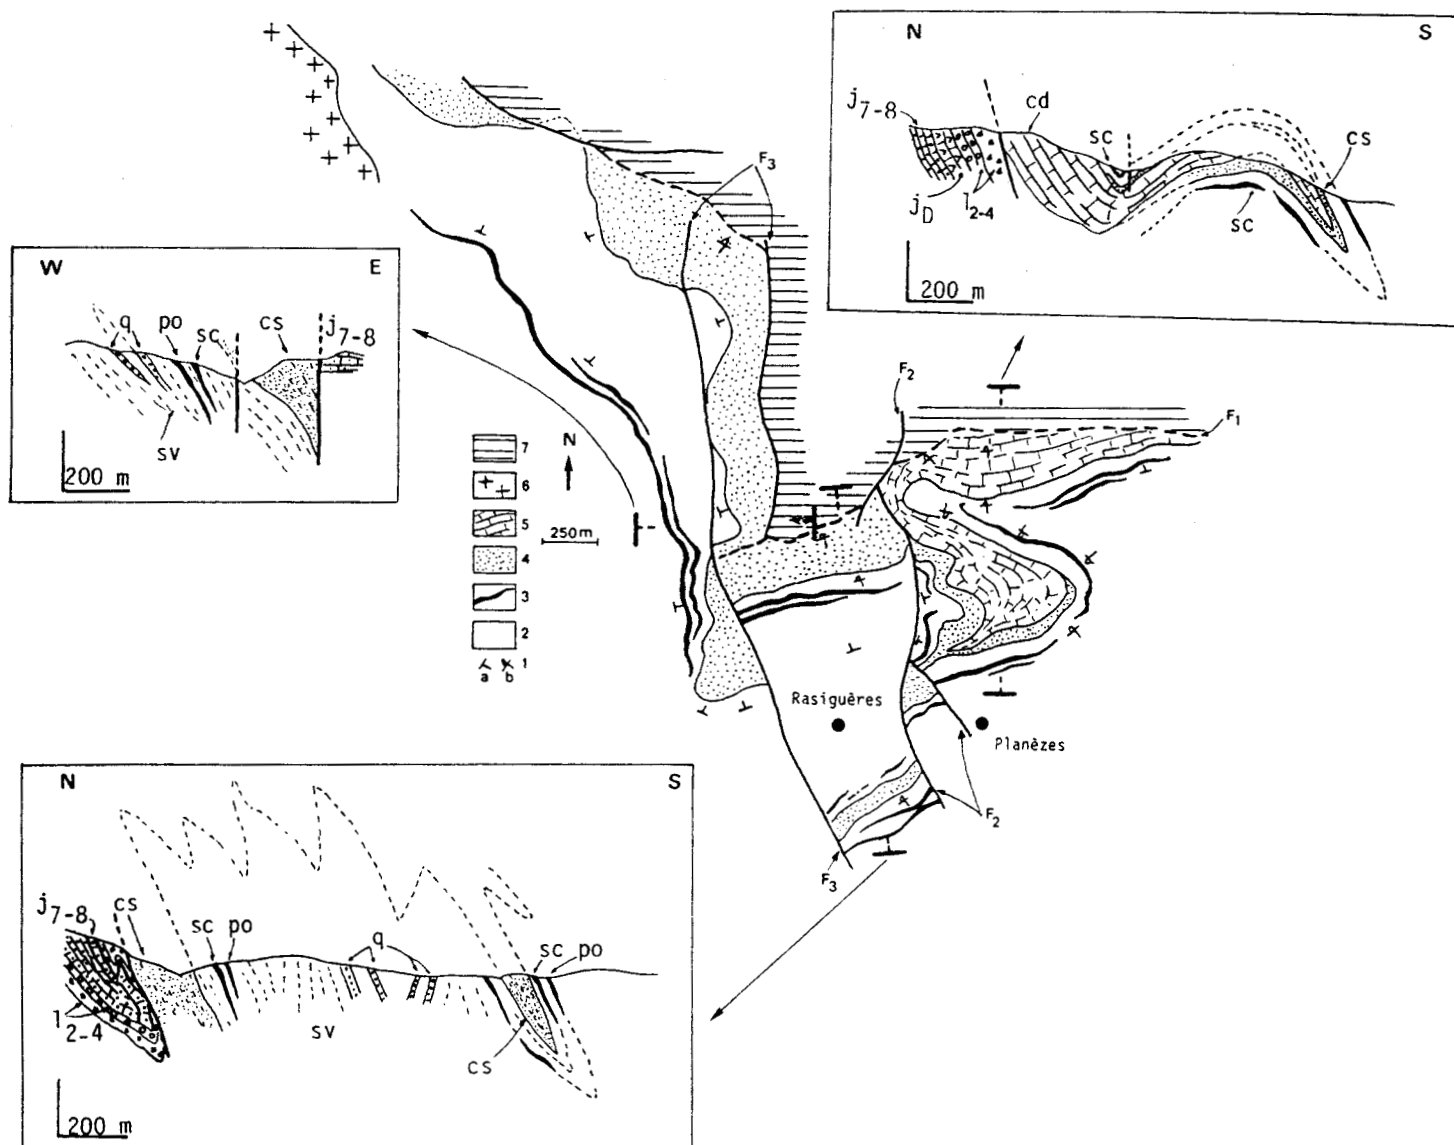 N S
j7-8
cd
sc
cs
jD
l2-4
sc
200 m
W E
q po sc cs j7-8
sv
200 m
F3
F2
F1
7
6
5
4
3
2
1
a b
N
250m
Rasiguères
Planèzes
F2
F3
N S
j7-8
cs
sc po
q
sc po
l2-4
sv
cs
200 m